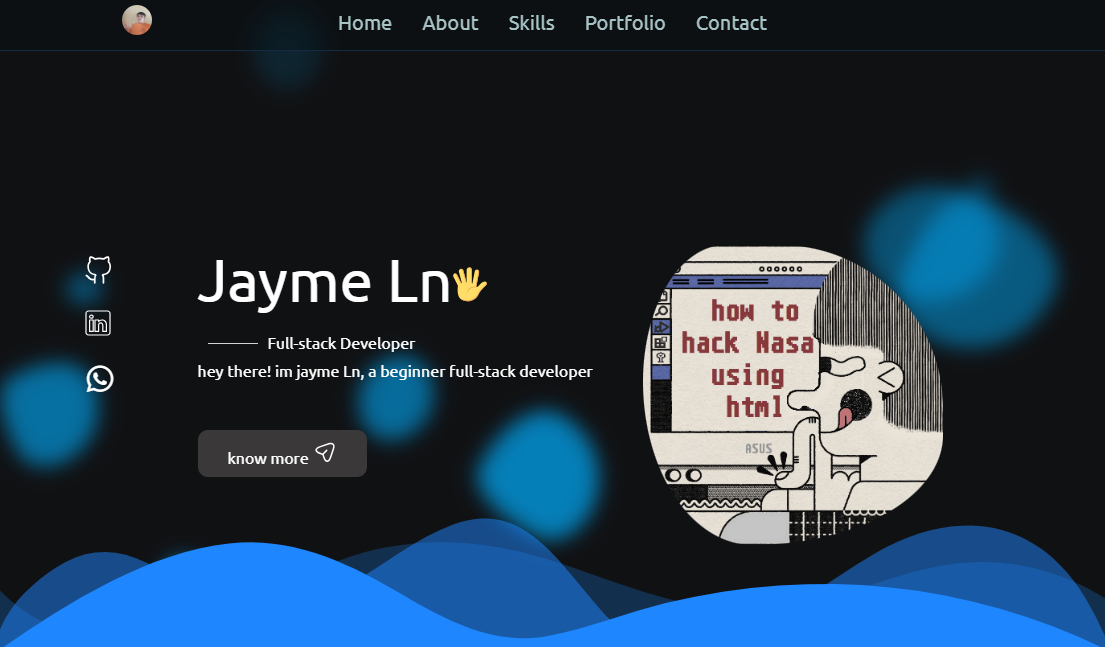 Home About Skills Portfolio Contact
Jayme Ln👋
Full-stack Developer
hey there! im jayme Ln, a beginner full-stack developer
know more
how to
hack Nasa
using
html
ASUS